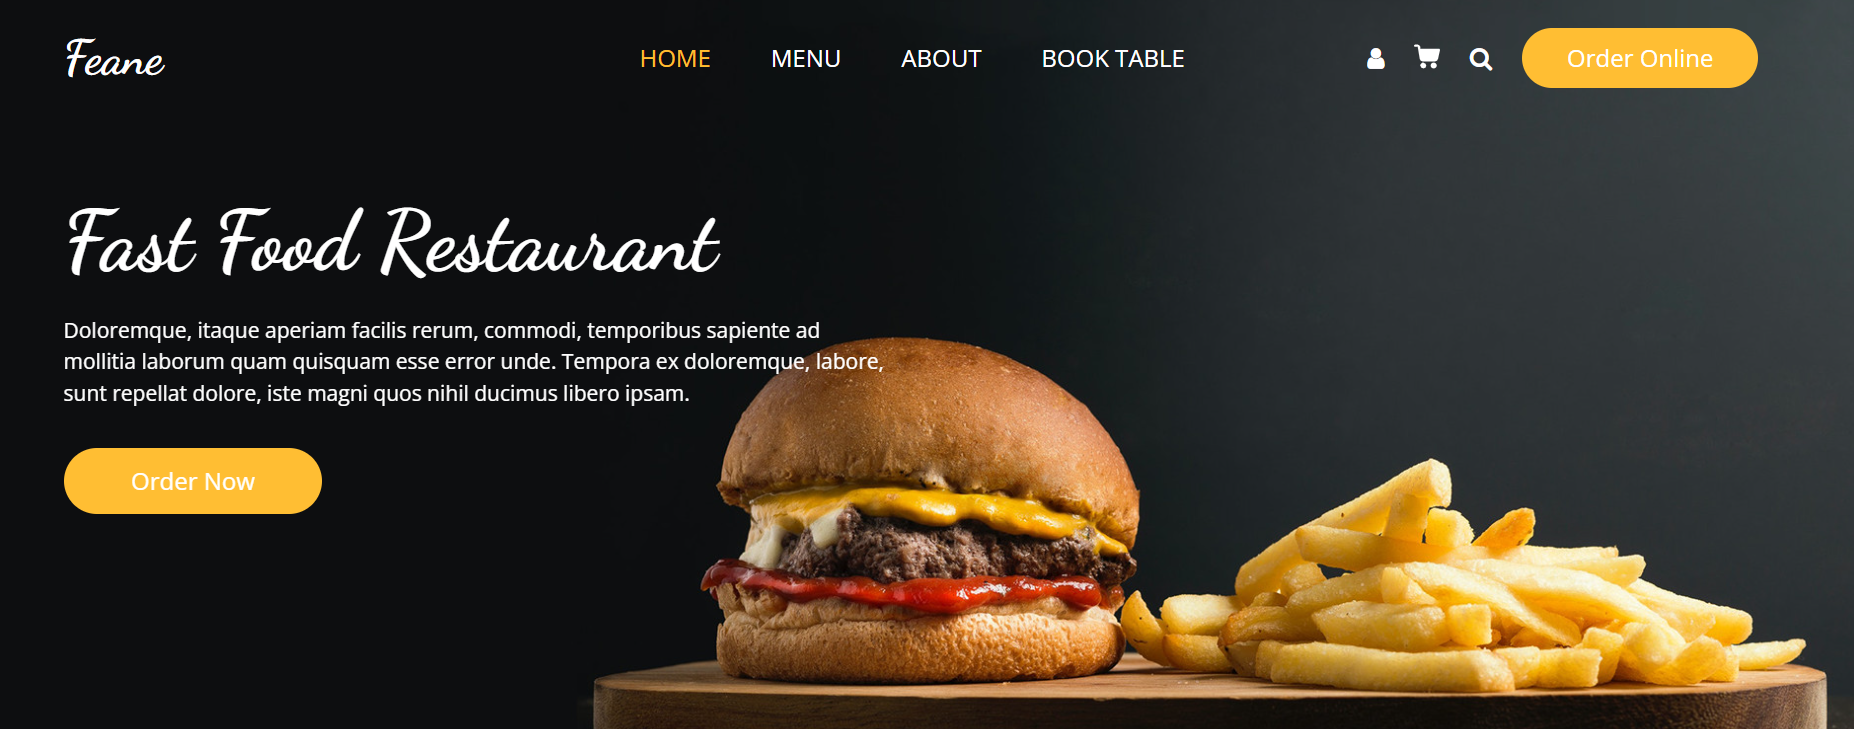 Feane
HOME MENU ABOUT BOOK TABLE Order Online
Fast Food Restaurant
Doloremque, itaque aperiam facilis rerum, commodi, temporibus sapiente ad
mollitia laborum quam quisquam esse error unde. Tempora ex doloremque, labore,
sunt repellat dolore, iste magni quos nihil ducimus libero ipsam.
Order Now